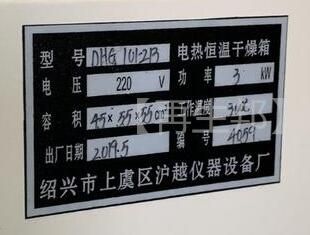 型号 DHG 101-2B 电热恒温干燥箱
电压 220 V 功率 3 kW
容积 45×55×55cm³ 工作温度 300℃
出厂日期 2019.5 编号 4059
绍兴市上虞区沪越仪器设备厂